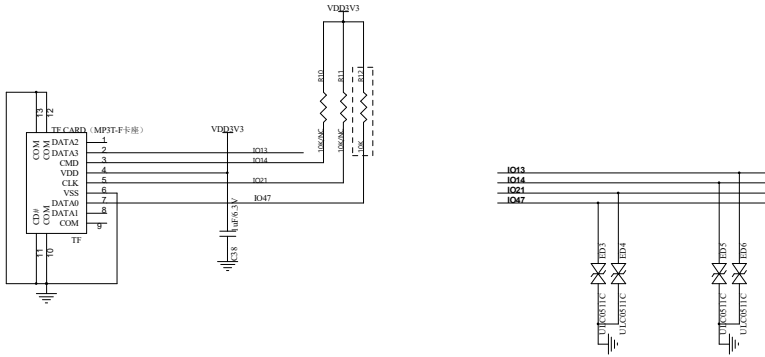 VDD3V3
R10
R11
R12
10K/NC
10K/NC
10K
13
12
TF CARD（MP3T-F卡座）
VDD3V3
COM
COM
DATA2
1
DATA3
2
IO13
CMD
3
IO14
VDD
4
CLK
5
IO21
VSS
6
DATA0
7
IO47
DATA1
8
COM
9
CD#
COM
TF
11
10
1uF/6.3V
C38
IO13
IO14
IO21
IO47
ED3
ED4
ED5
ED6
ULC0511C
ULC0511C
ULC0511C
ULC0511C